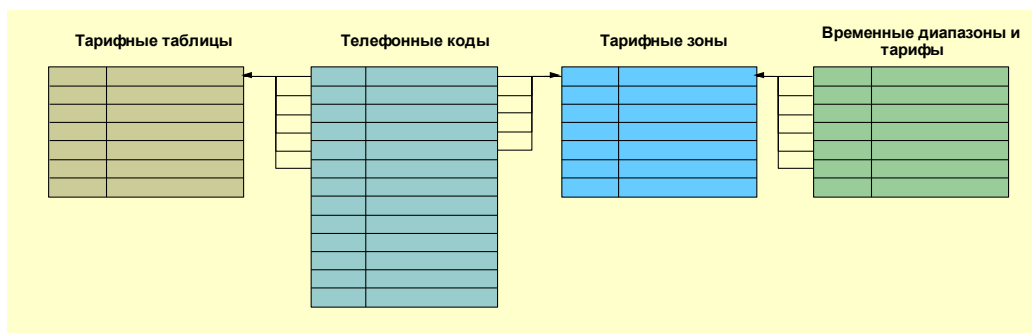 Тарифные таблицы
Телефонные коды
Тарифные зоны
Временные диапазоны и
тарифы